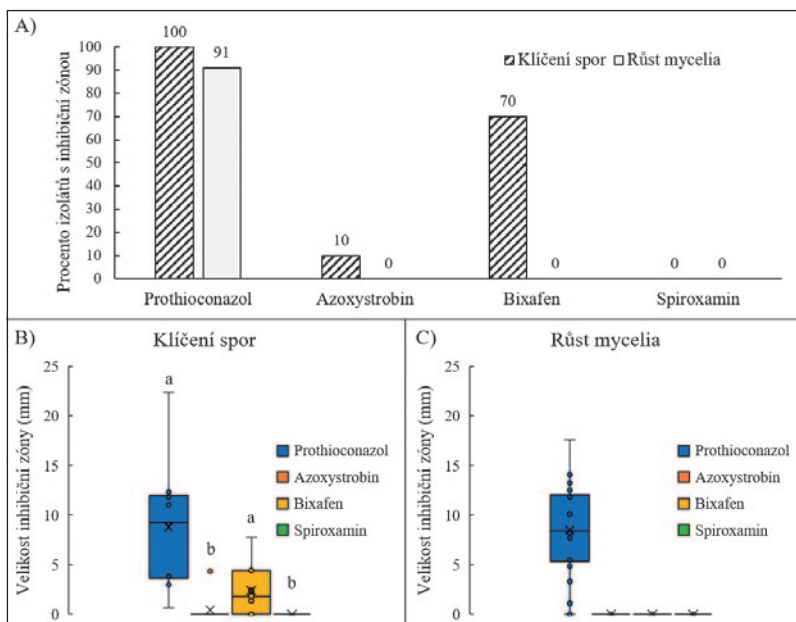 A)
Procento izolátů s inhibiční zónou
100
90
80
70
60
50
40
30
20
10
0
100
91
10
0
70
0
0
0
Klíčení spor
Růst mycelia
Prothioconazol
Azoxystrobin
Bixafen
Spiroxamin
B)
Klíčení spor
Velikost inhibiční zóny (mm)
25
20
15
10
5
0
a
b
a
b
Prothioconazol
Azoxystrobin
Bixafen
Spiroxamin
C)
Růst mycelia
Velikost inhibiční zóny (mm)
25
20
15
10
5
0
Prothioconazol
Azoxystrobin
Bixafen
Spiroxamin